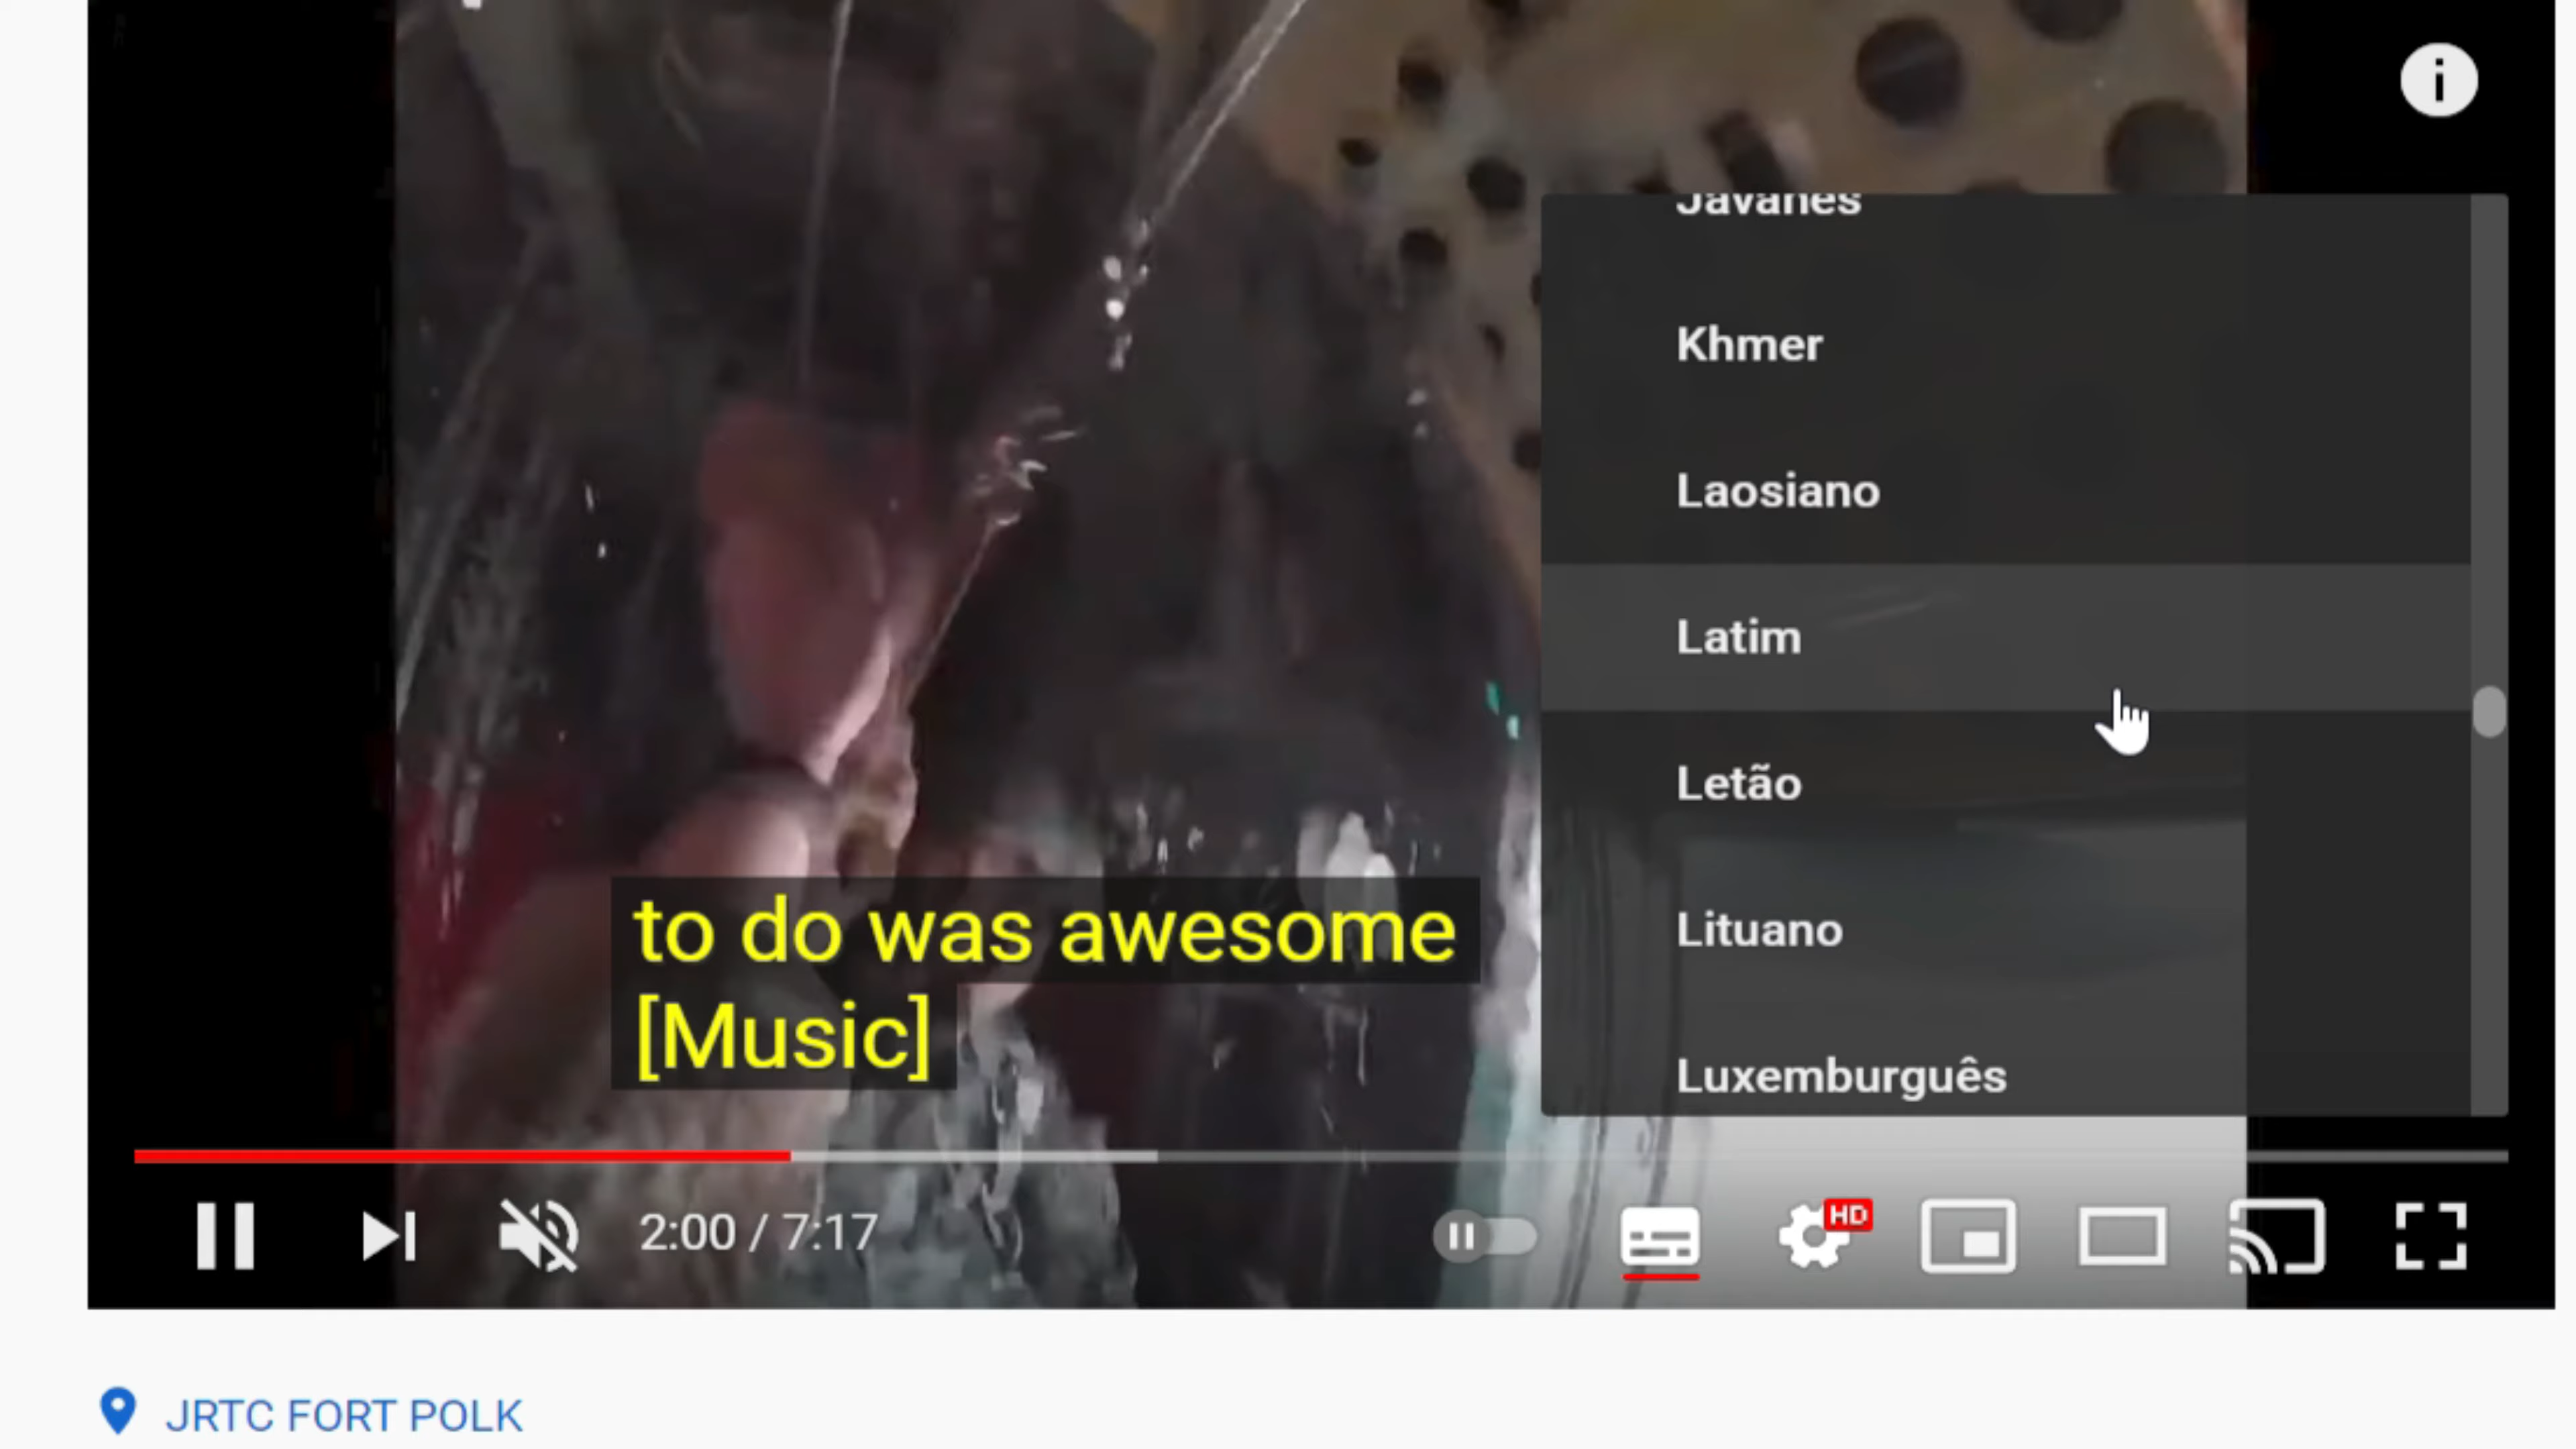 Javanês
Khmer
Laosiano
Latim
Letão
Lituano
Luxemburguês
to do was awesome
[Music]
2:00 / 7:17
HD
JRTC FORT POLK